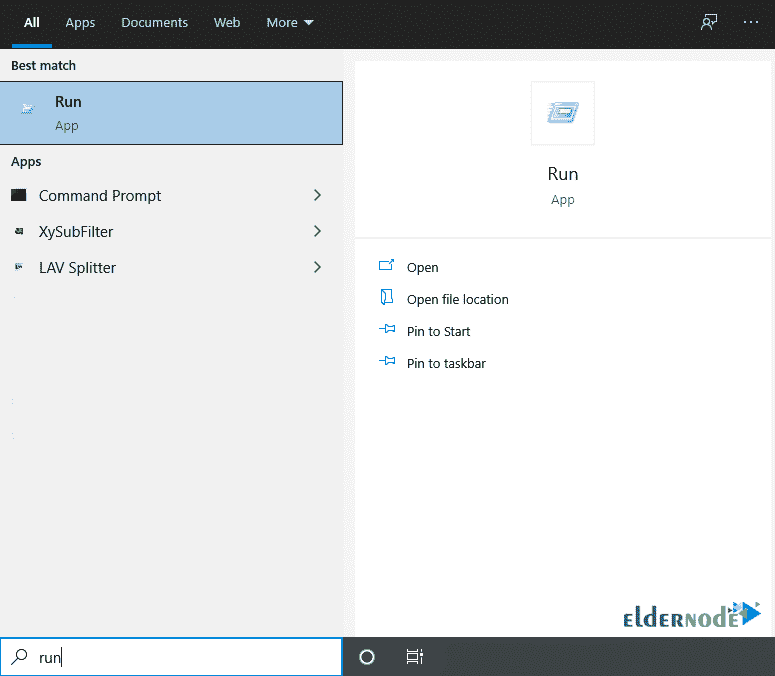 All Apps Documents Web More
Best match
Run
App
Apps
Command Prompt
XySubFilter
LAV Splitter
Run
App
Open
Open file location
Pin to Start
Pin to taskbar
eldernode
run